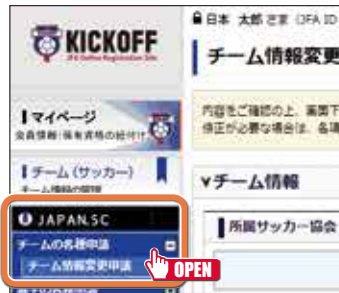 KICKOFF
JFA Online Registration Site
日本 太郎 さま (JFA ID
チーム情報変更
マイページ
会員情報・保有資格の紐付け
内容をご確認の上、画面下
修正が必要な場合は、各項
チーム(サッカー)
チーム情報の管理
∨チーム情報
JAPAN.SC
チームの各種申請
チーム情報変更申請
OPEN
所属サッカー協会